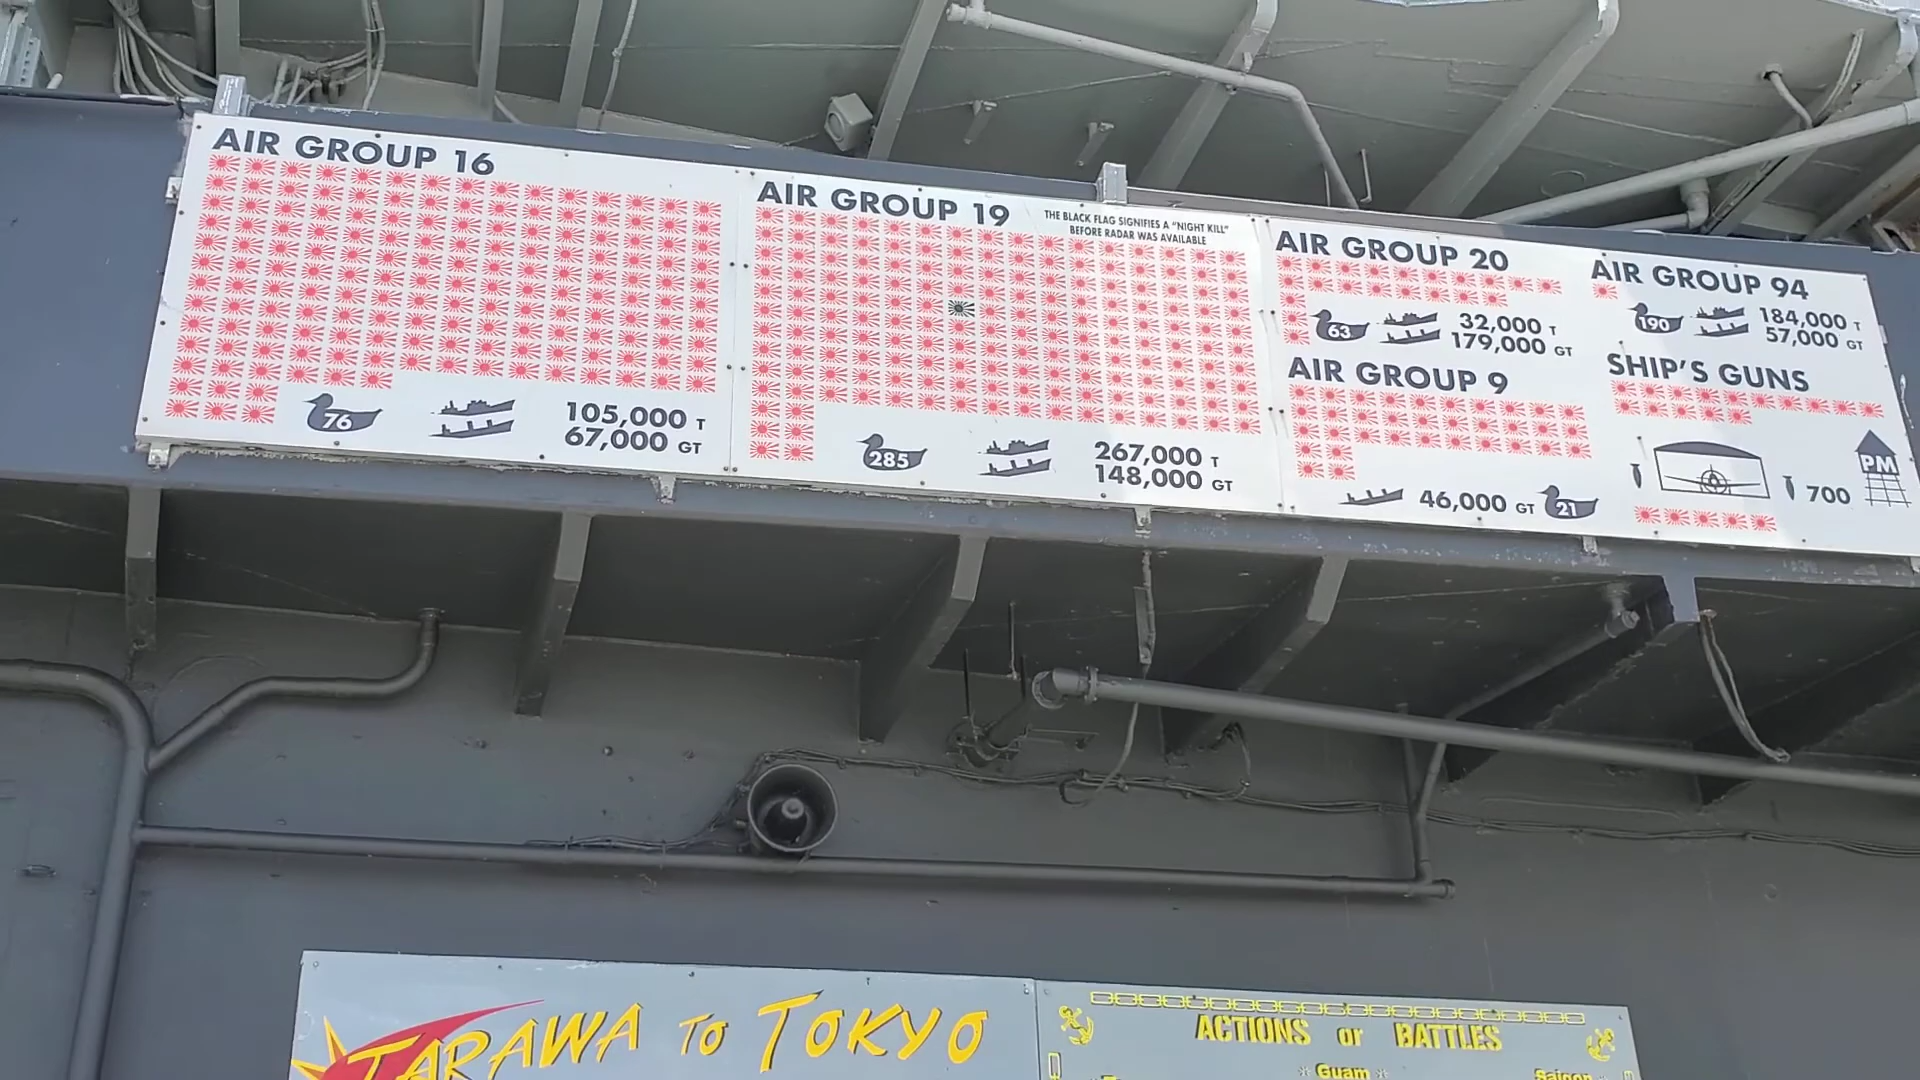 AIR GROUP 16
76
105,000 T
67,000 GT
AIR GROUP 19
THE BLACK FLAG SIGNIFIES A "NIGHT KILL"
BEFORE RADAR WAS AVAILABLE
285
267,000 T
148,000 GT
AIR GROUP 20
63
32,000 T
179,000 GT
AIR GROUP 9
46,000 GT
21
AIR GROUP 94
190
184,000 T
57,000 GT
SHIP'S GUNS
700
PM
TARAWA TO TOKYO
ACTIONS or BATTLES
Guam
Saigon